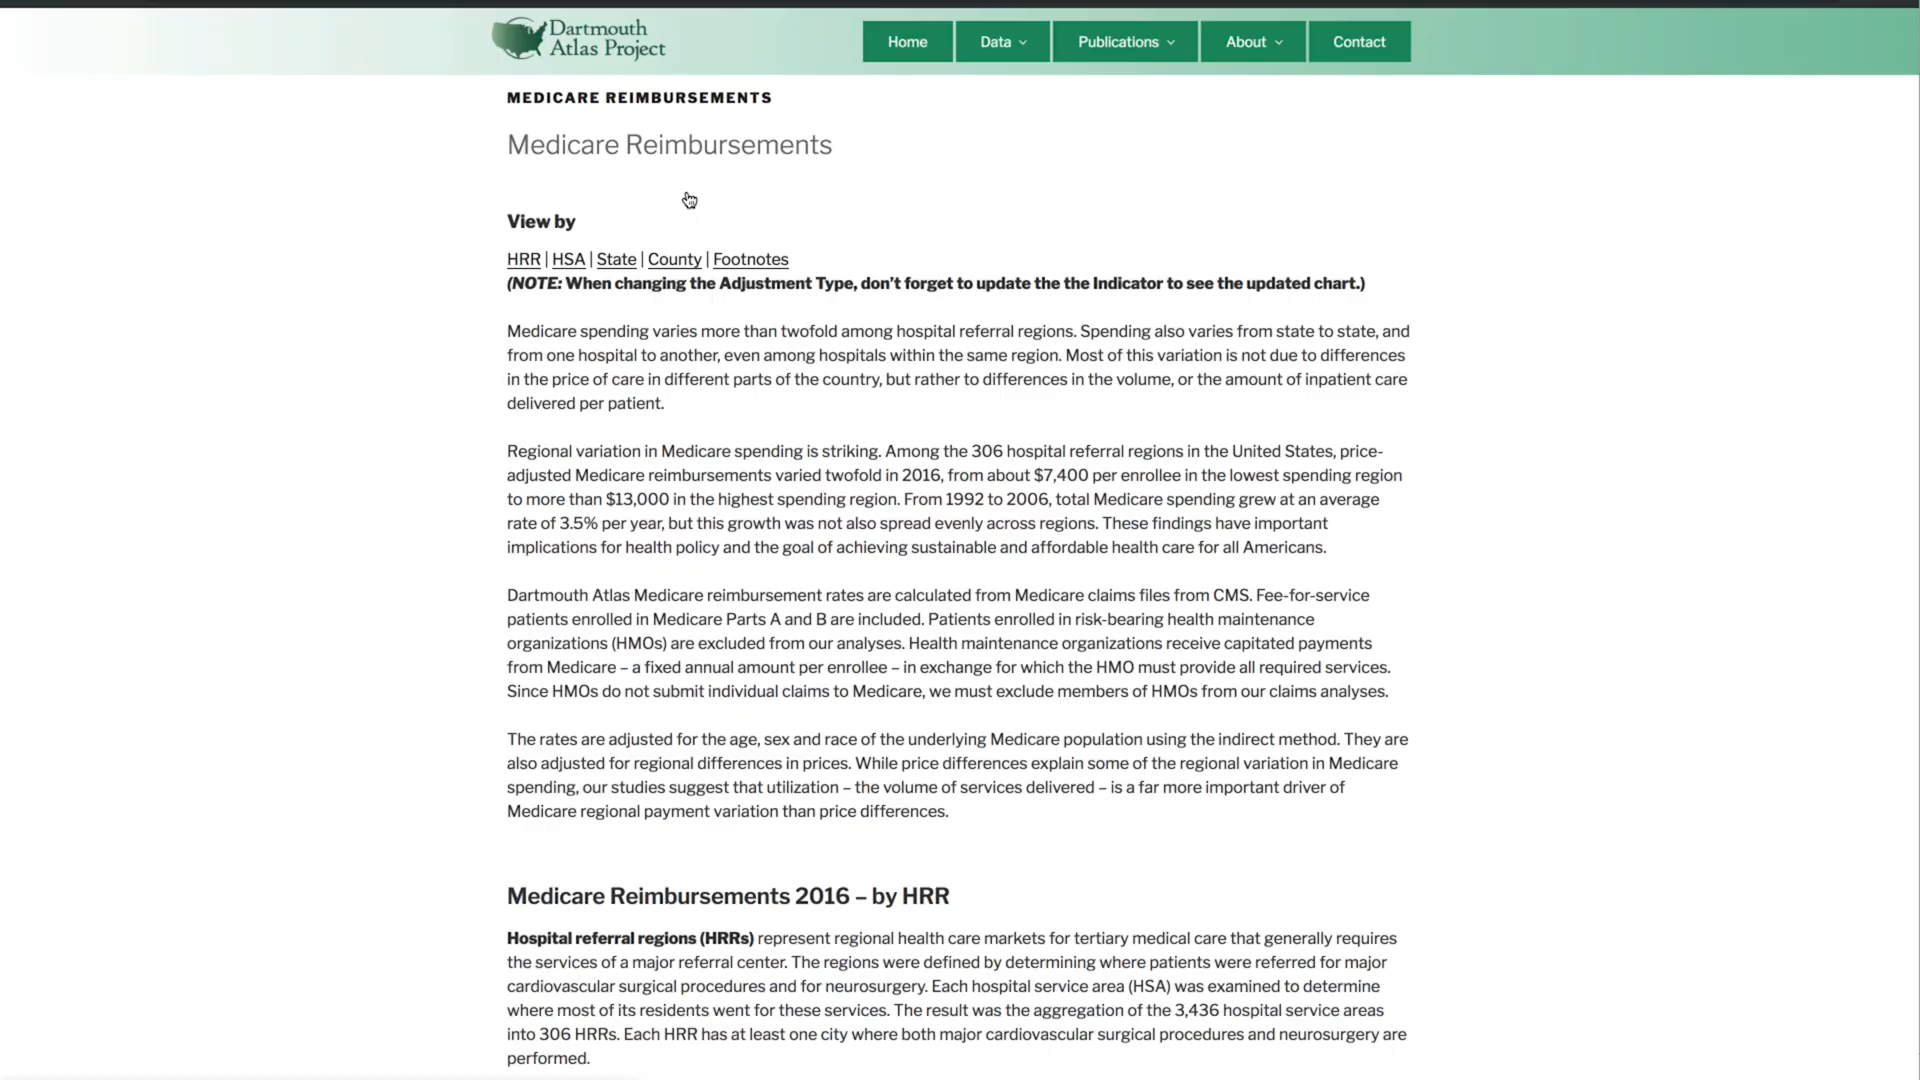 Dartmouth
Atlas Project
Home
Data
Publications
About
Contact
MEDICARE REIMBURSEMENTS
Medicare Reimbursements
View by
HRR | HSA | State | County | Footnotes
(NOTE: When changing the Adjustment Type, don’t forget to update the the Indicator to see the updated chart.)
Medicare spending varies more than twofold among hospital referral regions. Spending also varies from state to state, and
from one hospital to another, even among hospitals within the same region. Most of this variation is not due to differences
in the price of care in different parts of the country, but rather to differences in the volume, or the amount of inpatient care
delivered per patient.
Regional variation in Medicare spending is striking. Among the 306 hospital referral regions in the United States, price-
adjusted Medicare reimbursements varied twofold in 2016, from about $7,400 per enrollee in the lowest spending region
to more than $13,000 in the highest spending region. From 1992 to 2006, total Medicare spending grew at an average
rate of 3.5% per year, but this growth was not also spread evenly across regions. These findings have important
implications for health policy and the goal of achieving sustainable and affordable health care for all Americans.
Dartmouth Atlas Medicare reimbursement rates are calculated from Medicare claims files from CMS. Fee-for-service
patients enrolled in Medicare Parts A and B are included. Patients enrolled in risk-bearing health maintenance
organizations (HMOs) are excluded from our analyses. Health maintenance organizations receive capitated payments
from Medicare – a fixed annual amount per enrollee – in exchange for which the HMO must provide all required services.
Since HMOs do not submit individual claims to Medicare, we must exclude members of HMOs from our claims analyses.
The rates are adjusted for the age, sex and race of the underlying Medicare population using the indirect method. They are
also adjusted for regional differences in prices. While price differences explain some of the regional variation in Medicare
spending, our studies suggest that utilization – the volume of services delivered – is a far more important driver of
Medicare regional payment variation than price differences.
Medicare Reimbursements 2016 – by HRR
Hospital referral regions (HRRs) represent regional health care markets for tertiary medical care that generally requires
the services of a major referral center. The regions were defined by determining where patients were referred for major
cardiovascular surgical procedures and for neurosurgery. Each hospital service area (HSA) was examined to determine
where most of its residents went for these services. The result was the aggregation of the 3,436 hospital service areas
into 306 HRRs. Each HRR has at least one city where both major cardiovascular surgical procedures and neurosurgery are
performed.